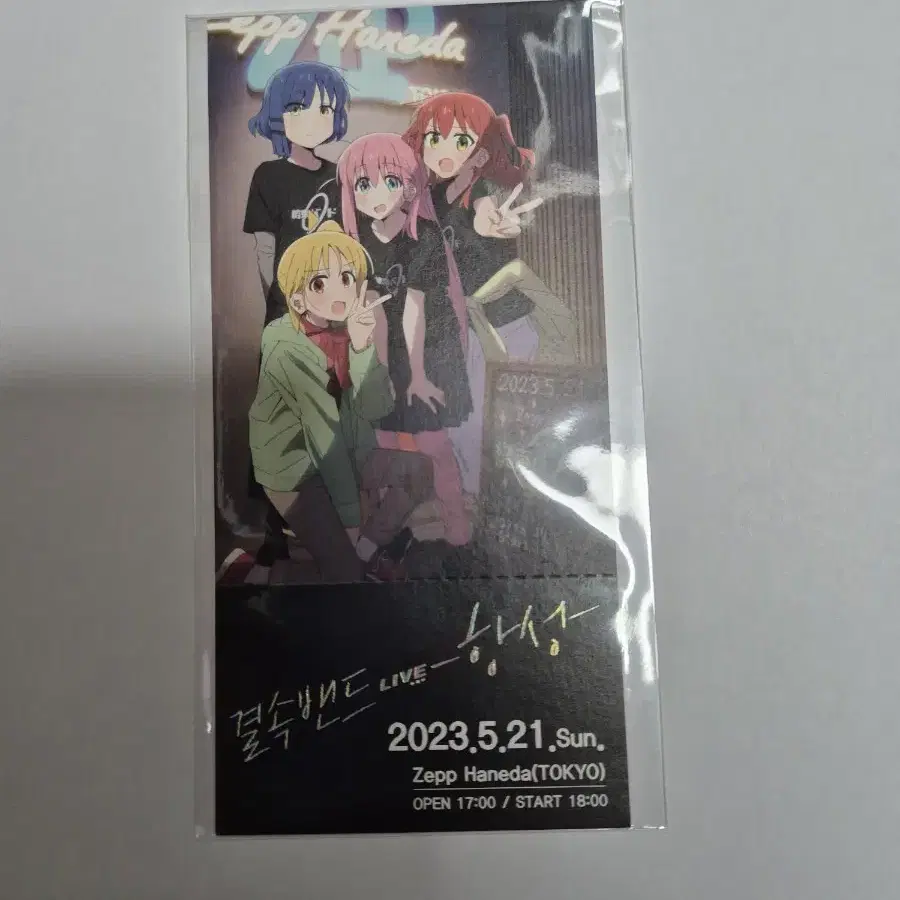 Zepp Haneda
2023.5.21
결속밴드 LIVE-항성-
2023.5.21.Sun.
Zepp Haneda(TOKYO)
OPEN 17:00 / START 18:00